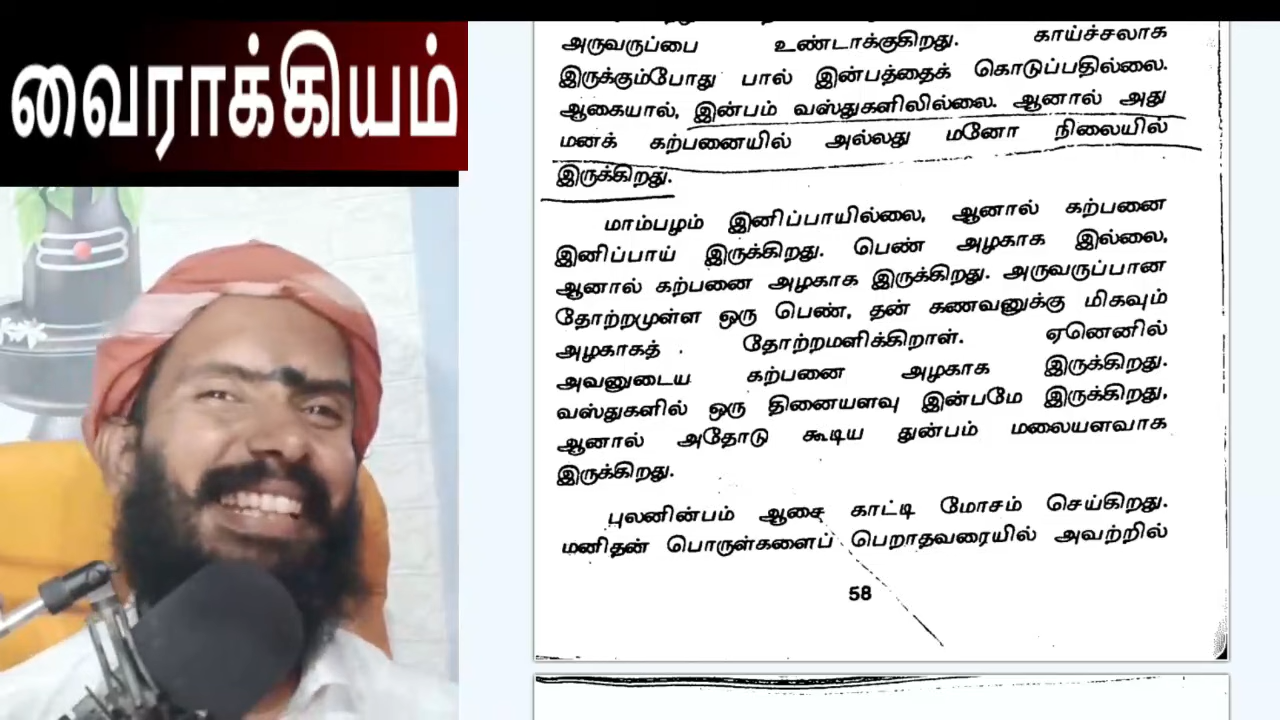 வைராக்கியம்
அருவருப்பை உண்டாக்குகிறது. காய்ச்சலாக
இருக்கும்போது பால் இன்பத்தைக் கொடுப்பதில்லை.
ஆகையால், இன்பம் வஸ்துகளிலில்லை. ஆனால் அது
மனக் கற்பனையில் அல்லது மனோ நிலையில்
இருக்கிறது.
மாம்பழம் இனிப்பாயில்லை, ஆனால் கற்பனை
இனிப்பாய் இருக்கிறது. பெண் அழகாக இல்லை,
ஆனால் கற்பனை அழகாக இருக்கிறது. அருவருப்பான
தோற்றமுள்ள ஒரு பெண், தன் கணவனுக்கு மிகவும்
அழகாகத் தோற்றமளிக்கிறாள். ஏனெனில்
அவனுடைய கற்பனை அழகாக இருக்கிறது.
வஸ்துகளில் ஒரு தினையளவு இன்பமே இருக்கிறது,
ஆனால் அதோடு கூடிய துன்பம் மலையளவாக
இருக்கிறது.
புலனின்பம் ஆசை காட்டி மோசம் செய்கிறது.
மனிதன் பொருள்களைப் பெறாதவரையில் அவற்றில்
58